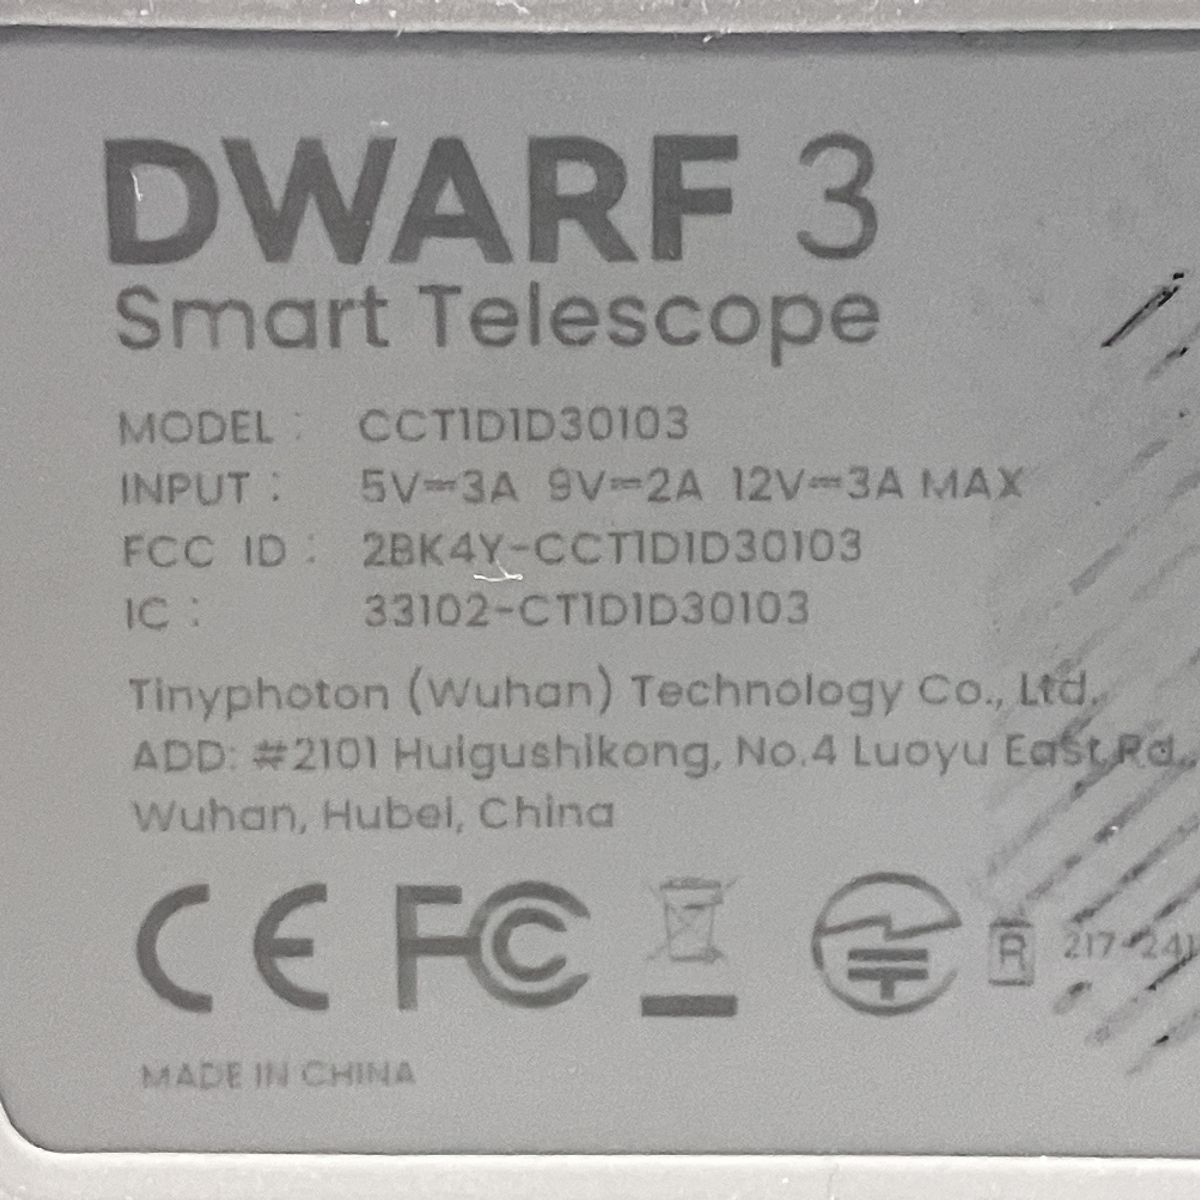 DWARF 3
Smart Telescope
MODEL : CCT1D1D30103
INPUT : 5V⎓3A 9V⎓2A 12V⎓3A MAX
FCC ID : 2BK4Y-CCT1D1D30103
IC : 33102-CT1D1D30103
Tinyphoton (Wuhan) Technology Co., Ltd.
ADD: #2101 Huigushikong, No.4 Luoyu East Rd.,
Wuhan, Hubei, China
CE FC R
MADE IN CHINA